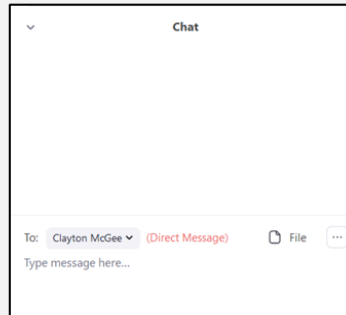 Chat
To: Clayton McGee (Direct Message) File ...
Type message here...